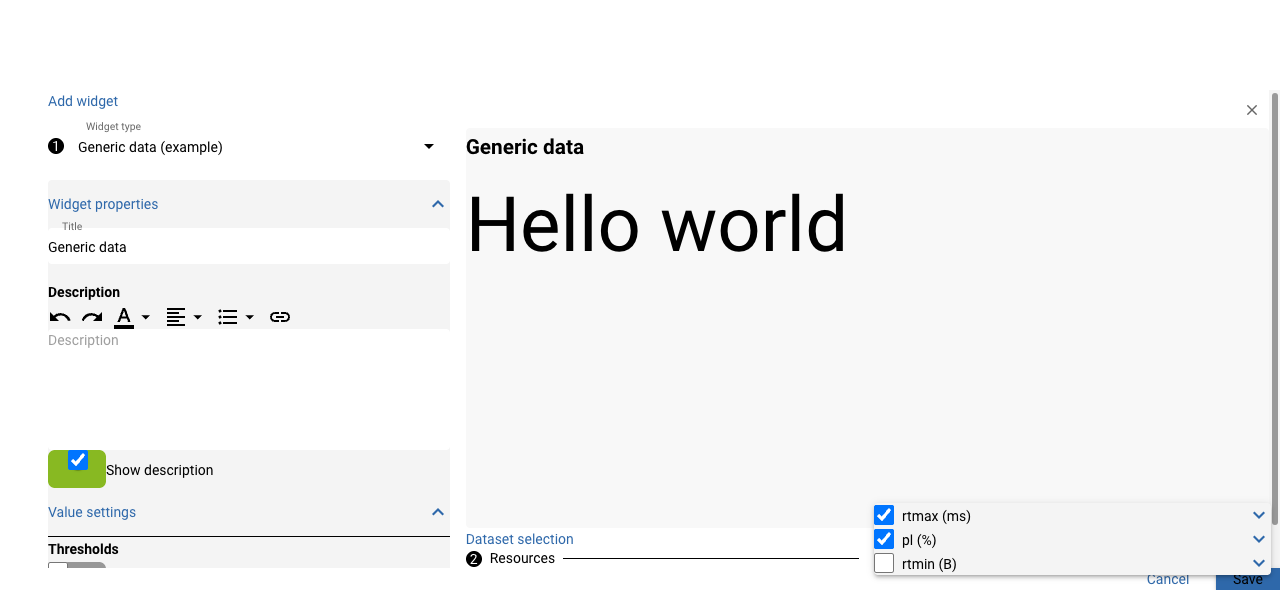 Add widget
Widget type
1 Generic data (example)
Widget properties
Title
Generic data
Description
A
Description
Show description
Value settings
Thresholds
Generic data
Hello world
Dataset selection
2 Resources
rtmax (ms)
pl (%)
rtmin (B)
Cancel
Save